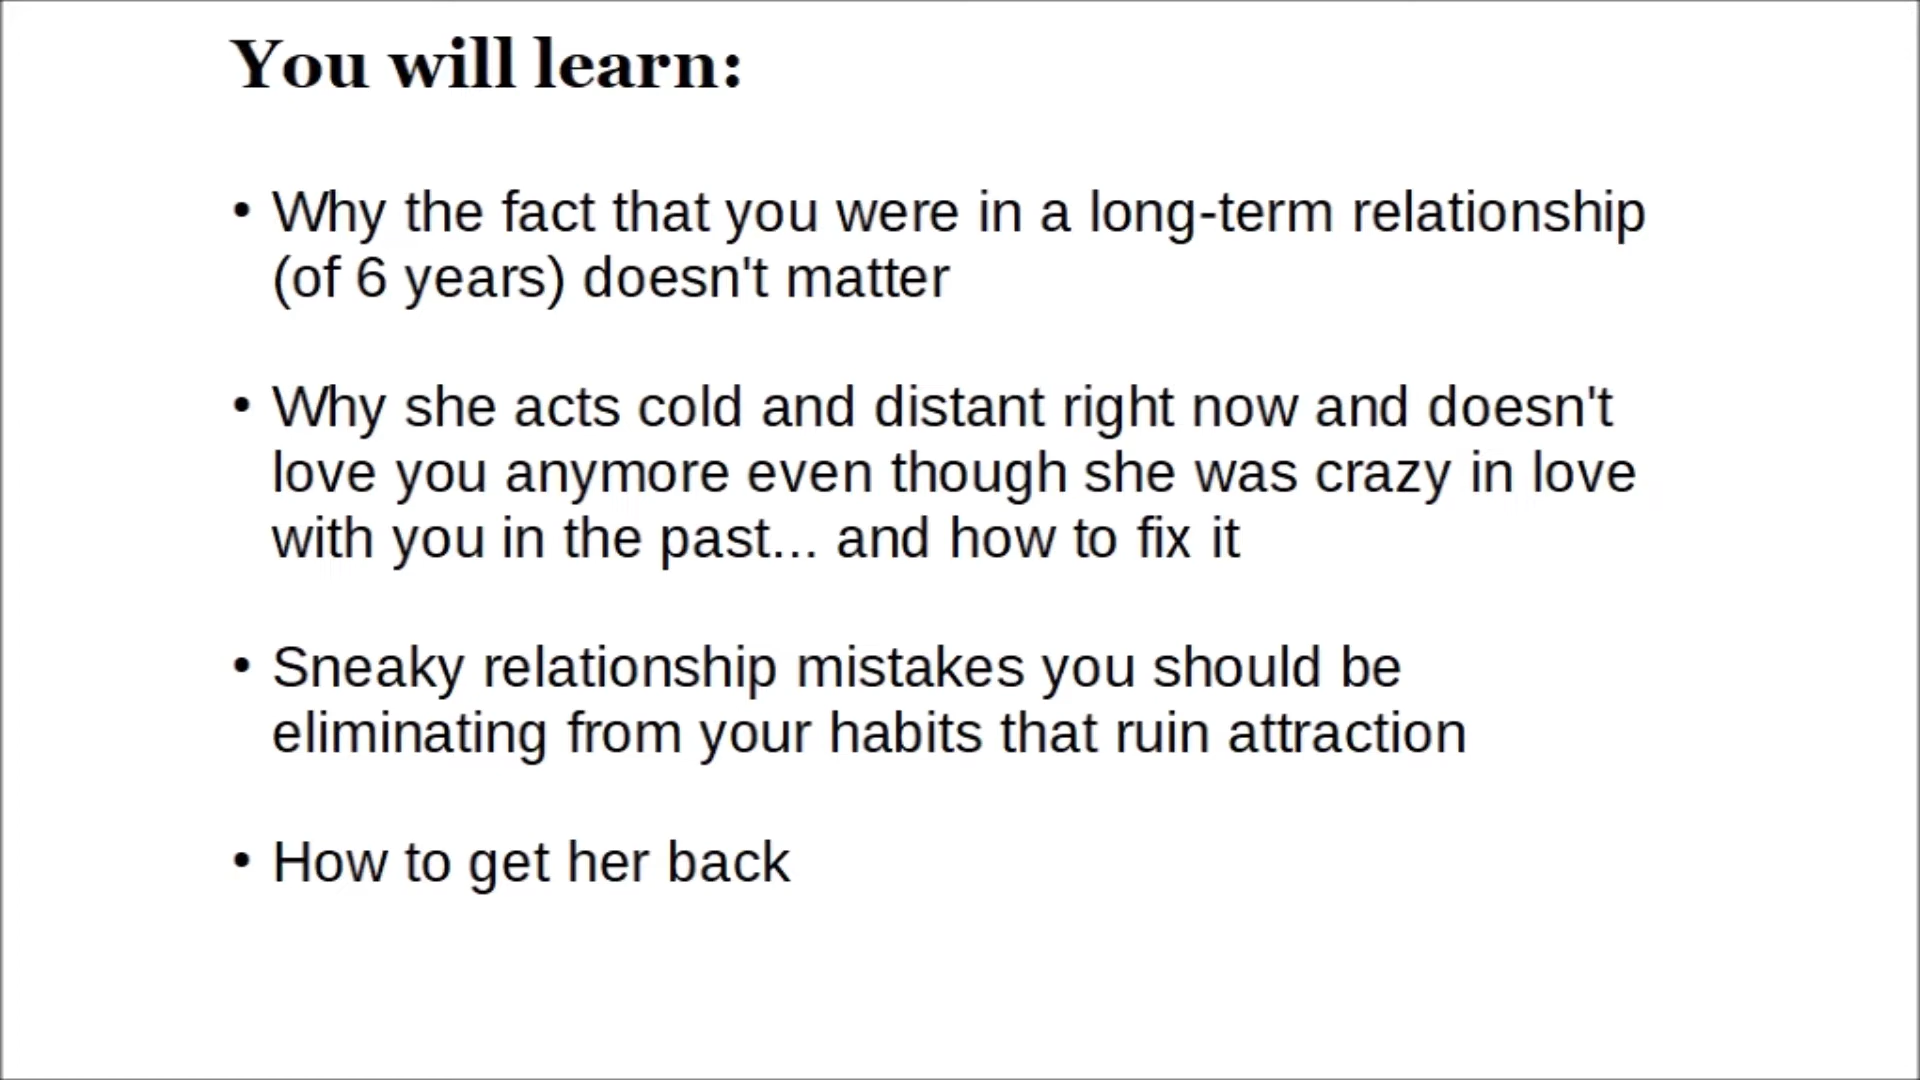 You will learn:
• Why the fact that you were in a long-term relationship
(of 6 years) doesn't matter
• Why she acts cold and distant right now and doesn't
love you anymore even though she was crazy in love
with you in the past... and how to fix it
• Sneaky relationship mistakes you should be
eliminating from your habits that ruin attraction
• How to get her back